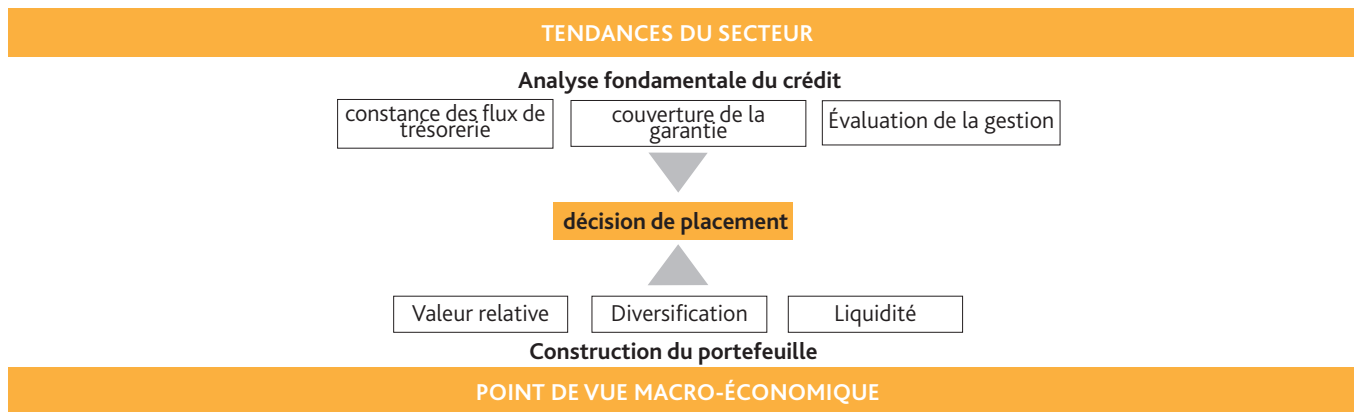 TENDANCES DU SECTEUR
Analyse fondamentale du crédit
constance des flux de
trésorerie
couverture de la
garantie
Évaluation de la gestion
décision de placement
Valeur relative
Diversification
Liquidité
Construction du portefeuille
POINT DE VUE MACRO-ÉCONOMIQUE